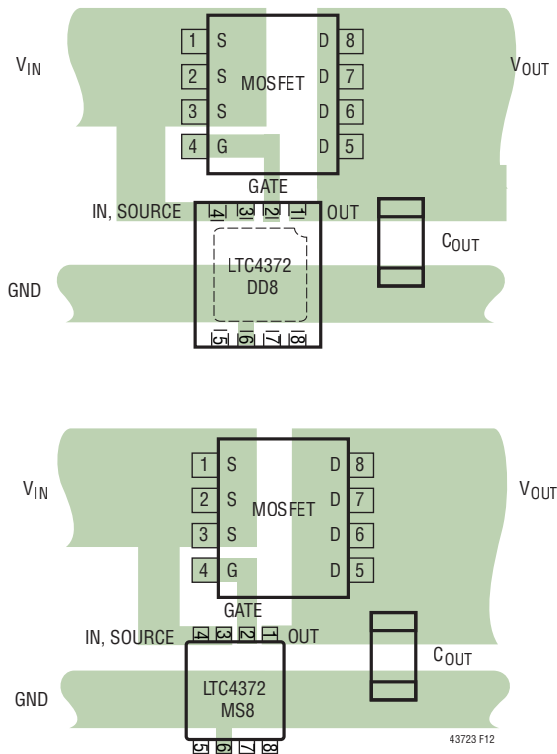 1 S D 8
VIN 2 S MOSFET D 7 VOUT
3 S D 6
4 G D 5
GATE
IN, SOURCE 4 3 2 1 OUT
COUT
LTC4372
DD8
GND
5 6 7 8
1 S D 8
VIN 2 S MOSFET D 7 VOUT
3 S D 6
4 G D 5
GATE
IN, SOURCE 4 3 2 1 OUT
COUT
LTC4372
MS8
GND
5 6 7 8
43723 F12